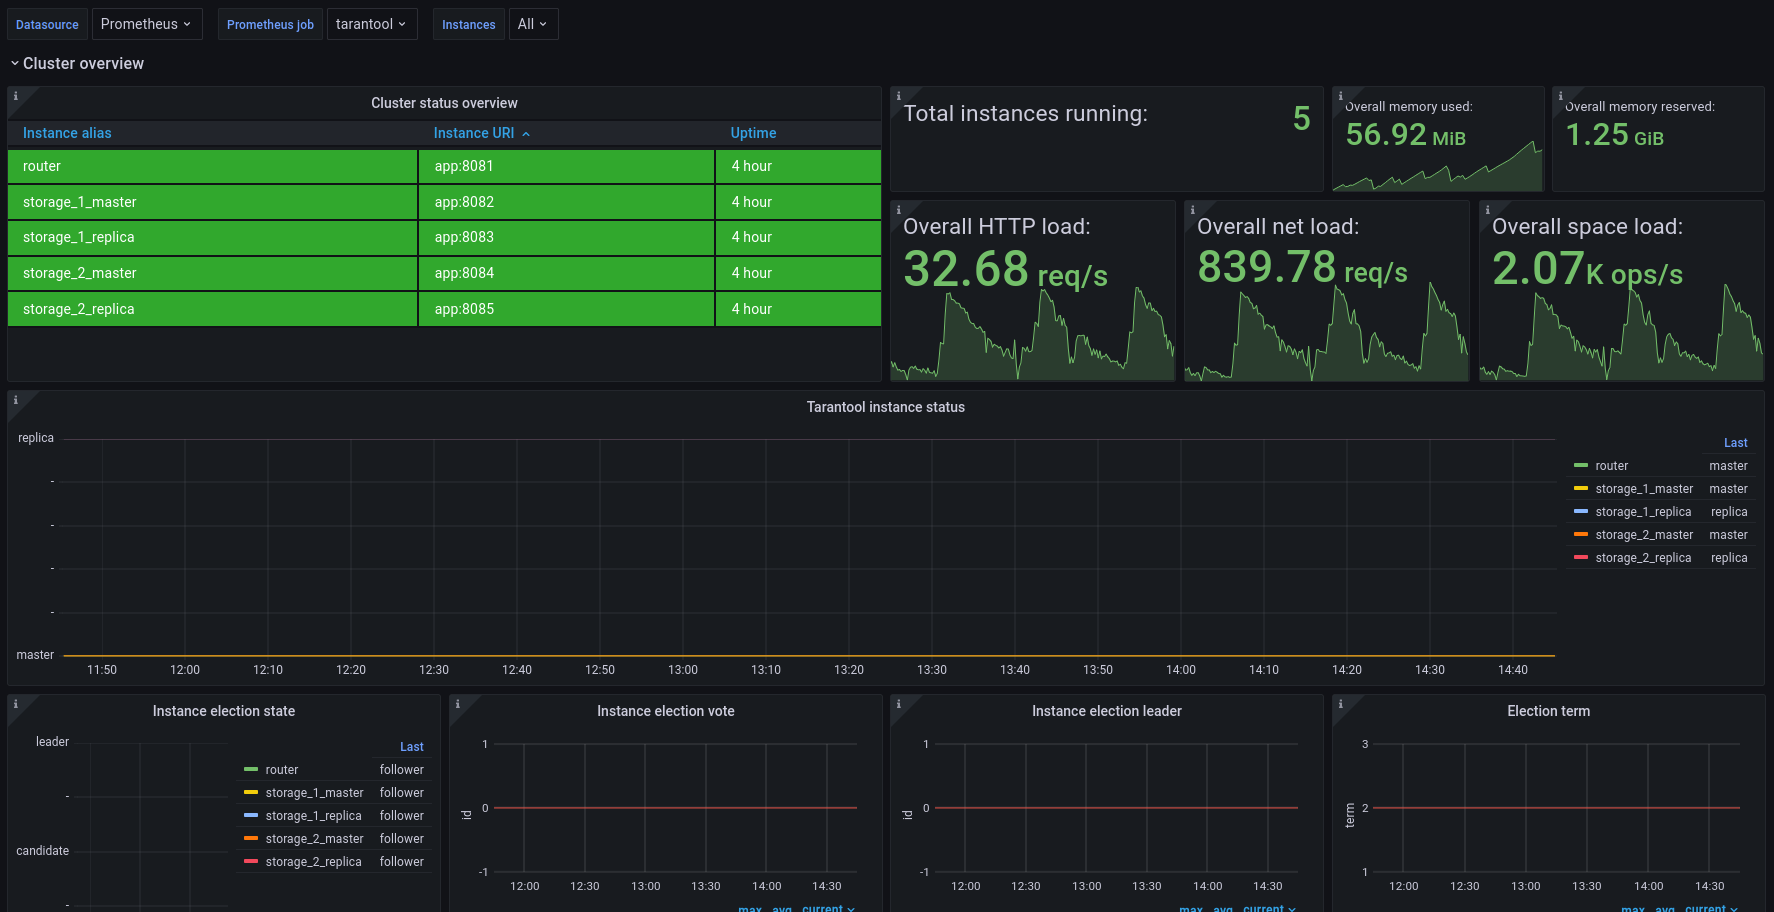 Datasource Prometheus Prometheus job tarantool Instances All
Cluster overview
Cluster status overview
Instance alias Instance URI Uptime
router app:8081 4 hour
storage_1_master app:8082 4 hour
storage_1_replica app:8083 4 hour
storage_2_master app:8084 4 hour
storage_2_replica app:8085 4 hour
Total instances running: 5
Overall memory used:
56.92 MiB
Overall memory reserved:
1.25 GiB
Overall HTTP load:
32.68 req/s
Overall net load:
839.78 req/s
Overall space load:
2.07K ops/s
Tarantool instance status
replica
-
-
-
-
master
11:50 12:00 12:10 12:20 12:30 12:40 12:50 13:00 13:10 13:20 13:30 13:40 13:50 14:00 14:10 14:20 14:30 14:40
Last
router master
storage_1_master master
storage_1_replica replica
storage_2_master master
storage_2_replica replica
Instance election state
leader
-
candidate
-
Last
router follower
storage_1_master follower
storage_1_replica follower
storage_2_master follower
storage_2_replica follower
Instance election vote
1
0
-1
id
12:00 12:30 13:00 13:30 14:00 14:30
max avg current
Instance election leader
1
0
-1
id
12:00 12:30 13:00 13:30 14:00 14:30
max avg current
Election term
3
2
1
term
12:00 12:30 13:00 13:30 14:00 14:30
max avg current